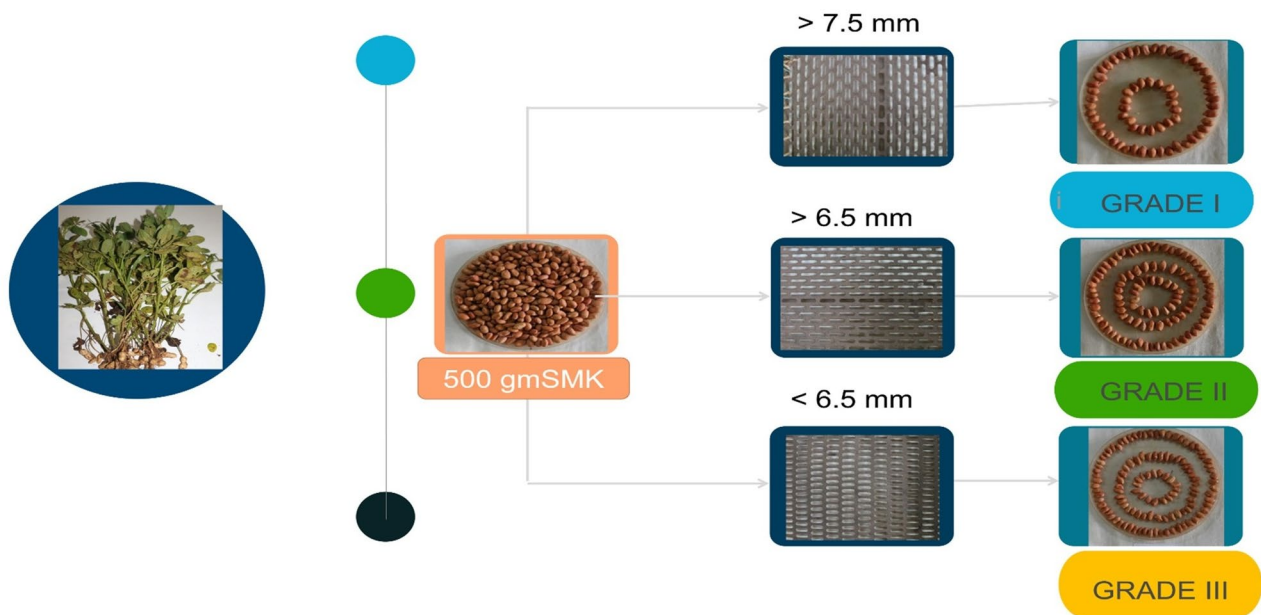 > 7.5 mm
i GRADE I
> 6.5 mm
500 gmSMK
GRADE II
< 6.5 mm
GRADE III